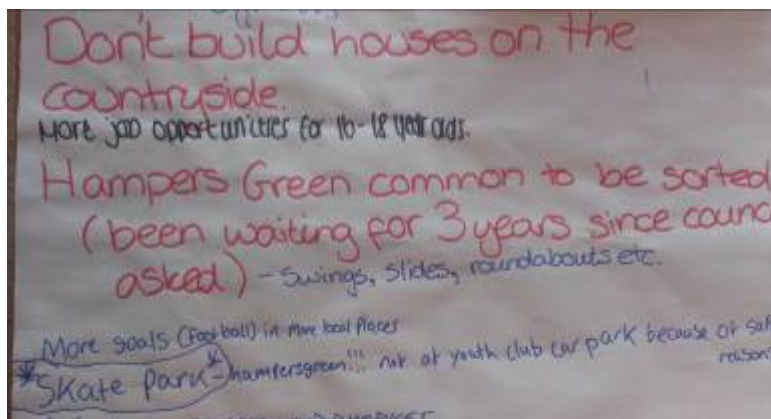 Don't build houses on the
countryside.
More job opportunities for 16-18 year olds.
Hampers Green common to be sorted
(been waiting for 3 years since counc
asked) - swings, slides, roundabouts etc.
More goals (football) in more local places
*Skate Park* - hampersgreen!!! not at youth club car park because of saf
reason